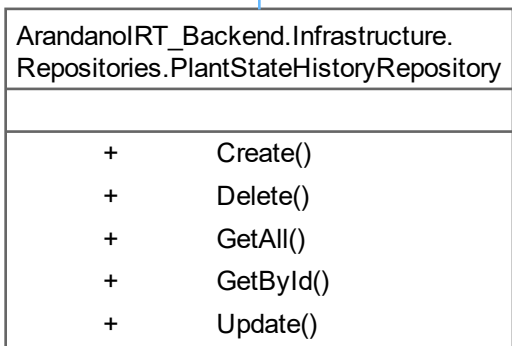 ArandanoIRT_Backend.Infrastructure.
Repositories.PlantStateHistoryRepository
+ Create()
+ Delete()
+ GetAll()
+ GetById()
+ Update()